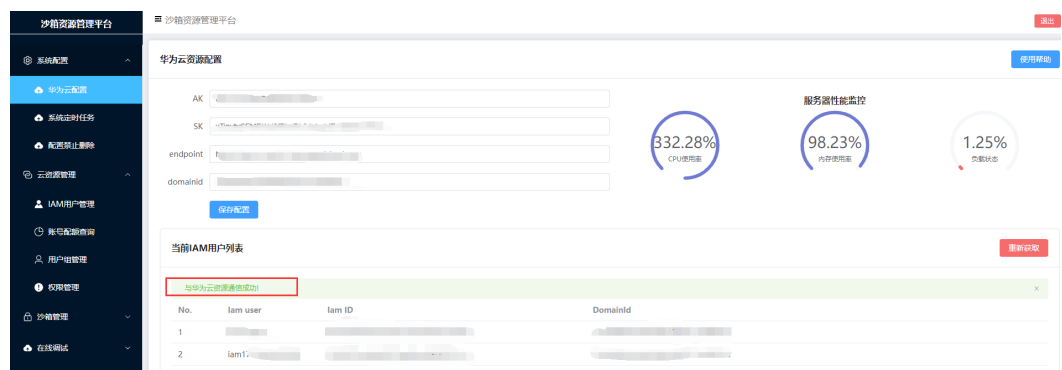 沙箱资源管理平台
沙箱资源管理平台
退出
系统配置
华为云配置
系统定时任务
配置禁止删除
云资源管理
IAM用户管理
账号配额查询
用户组管理
权限管理
沙箱管理
在线调试
华为云资源配置
使用帮助
AK
SK
endpoint
domainid
保存配置
服务器性能监控
332.28%
CPU使用率
98.23%
内存使用率
1.25%
负载状态
当前IAM用户列表
重新获取
与华为云资源通信成功!
No. Iam user Iam ID DomainId
1
2 iam17